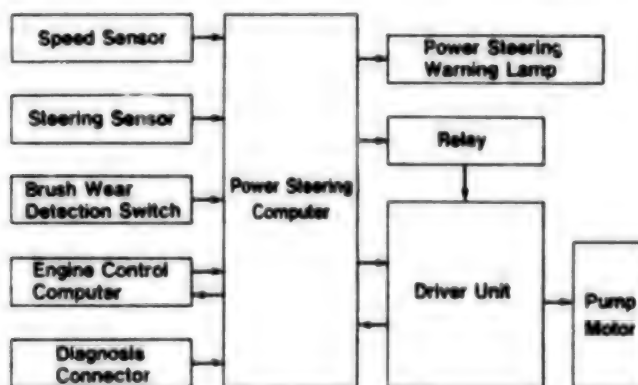 Speed Sensor
Steering Sensor
Brush Wear
Detection Switch
Engine Control
Computer
Diagnosis
Connector
Power Steering
Computer
Power Steering
Warning Lamp
Relay
Driver Unit
Pump
Motor